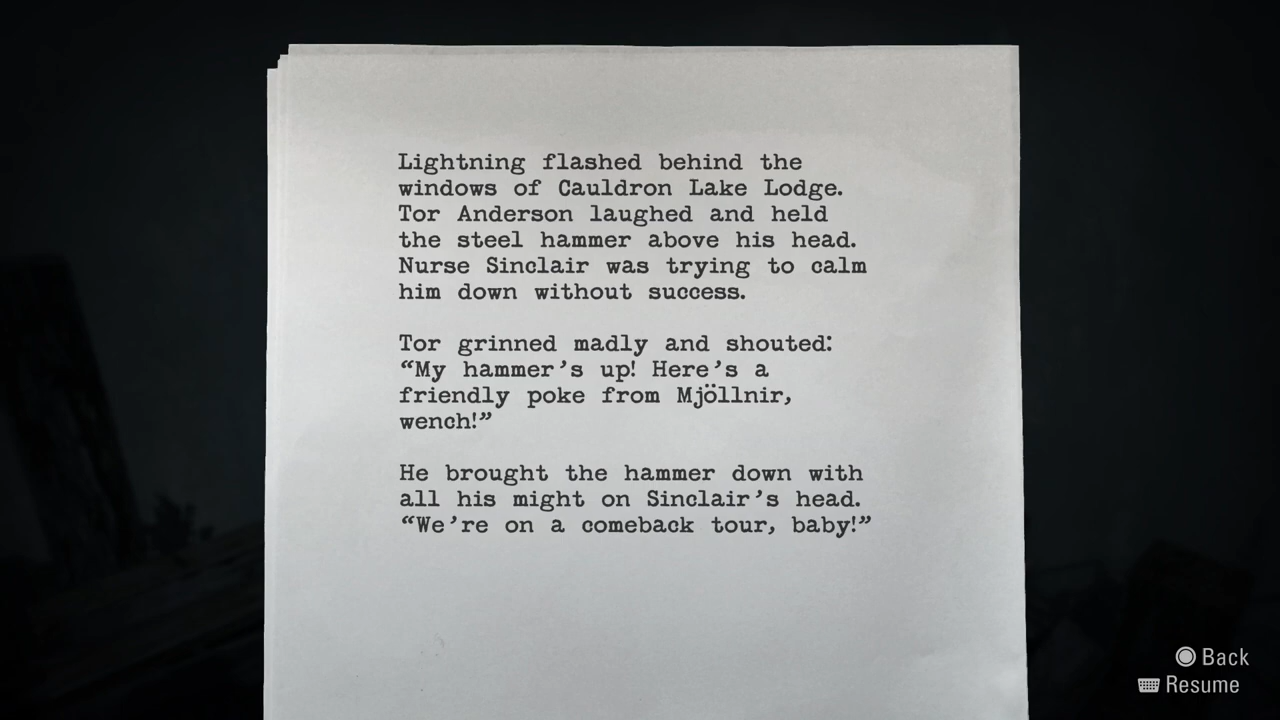 Lightning flashed behind the
windows of Cauldron Lake Lodge.
Tor Anderson laughed and held
the steel hammer above his head.
Nurse Sinclair was trying to calm
him down without success.
Tor grinned madly and shouted:
“My hammer’s up! Here’s a
friendly poke from Mjöllnir,
wench!”
He brought the hammer down with
all his might on Sinclair’s head.
“We’re on a comeback tour, baby!”
Back
Resume